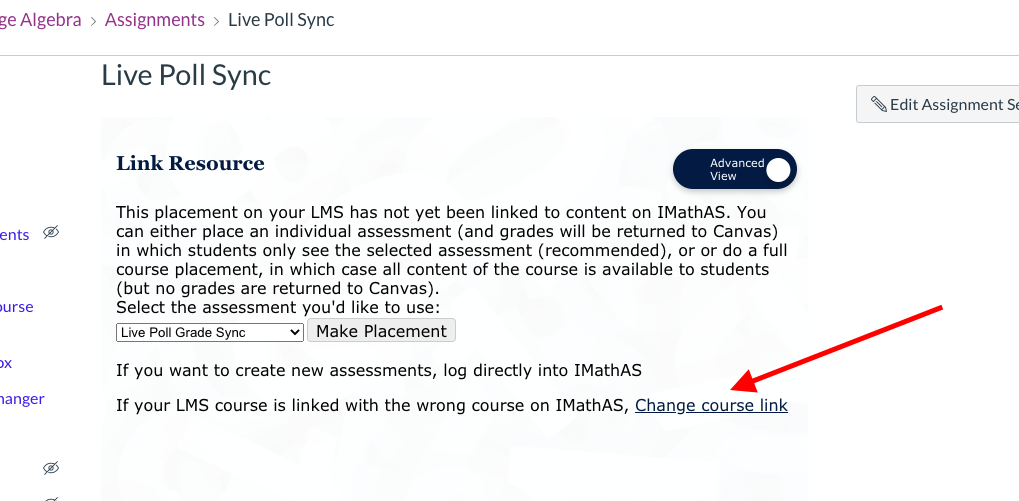 ge Algebra > Assignments > Live Poll Sync
Live Poll Sync
Edit Assignment Se
Link Resource
Advanced
View
This placement on your LMS has not yet been linked to content on IMathAS. You
can either place an individual assessment (and grades will be returned to Canvas)
in which students only see the selected assessment (recommended), or or do a full
course placement, in which case all content of the course is available to students
(but no grades are returned to Canvas).
Select the assessment you'd like to use:
Live Poll Grade Sync Make Placement
If you want to create new assessments, log directly into IMathAS
If your LMS course is linked with the wrong course on IMathAS, Change course link
ents
ourse
ox
hanger